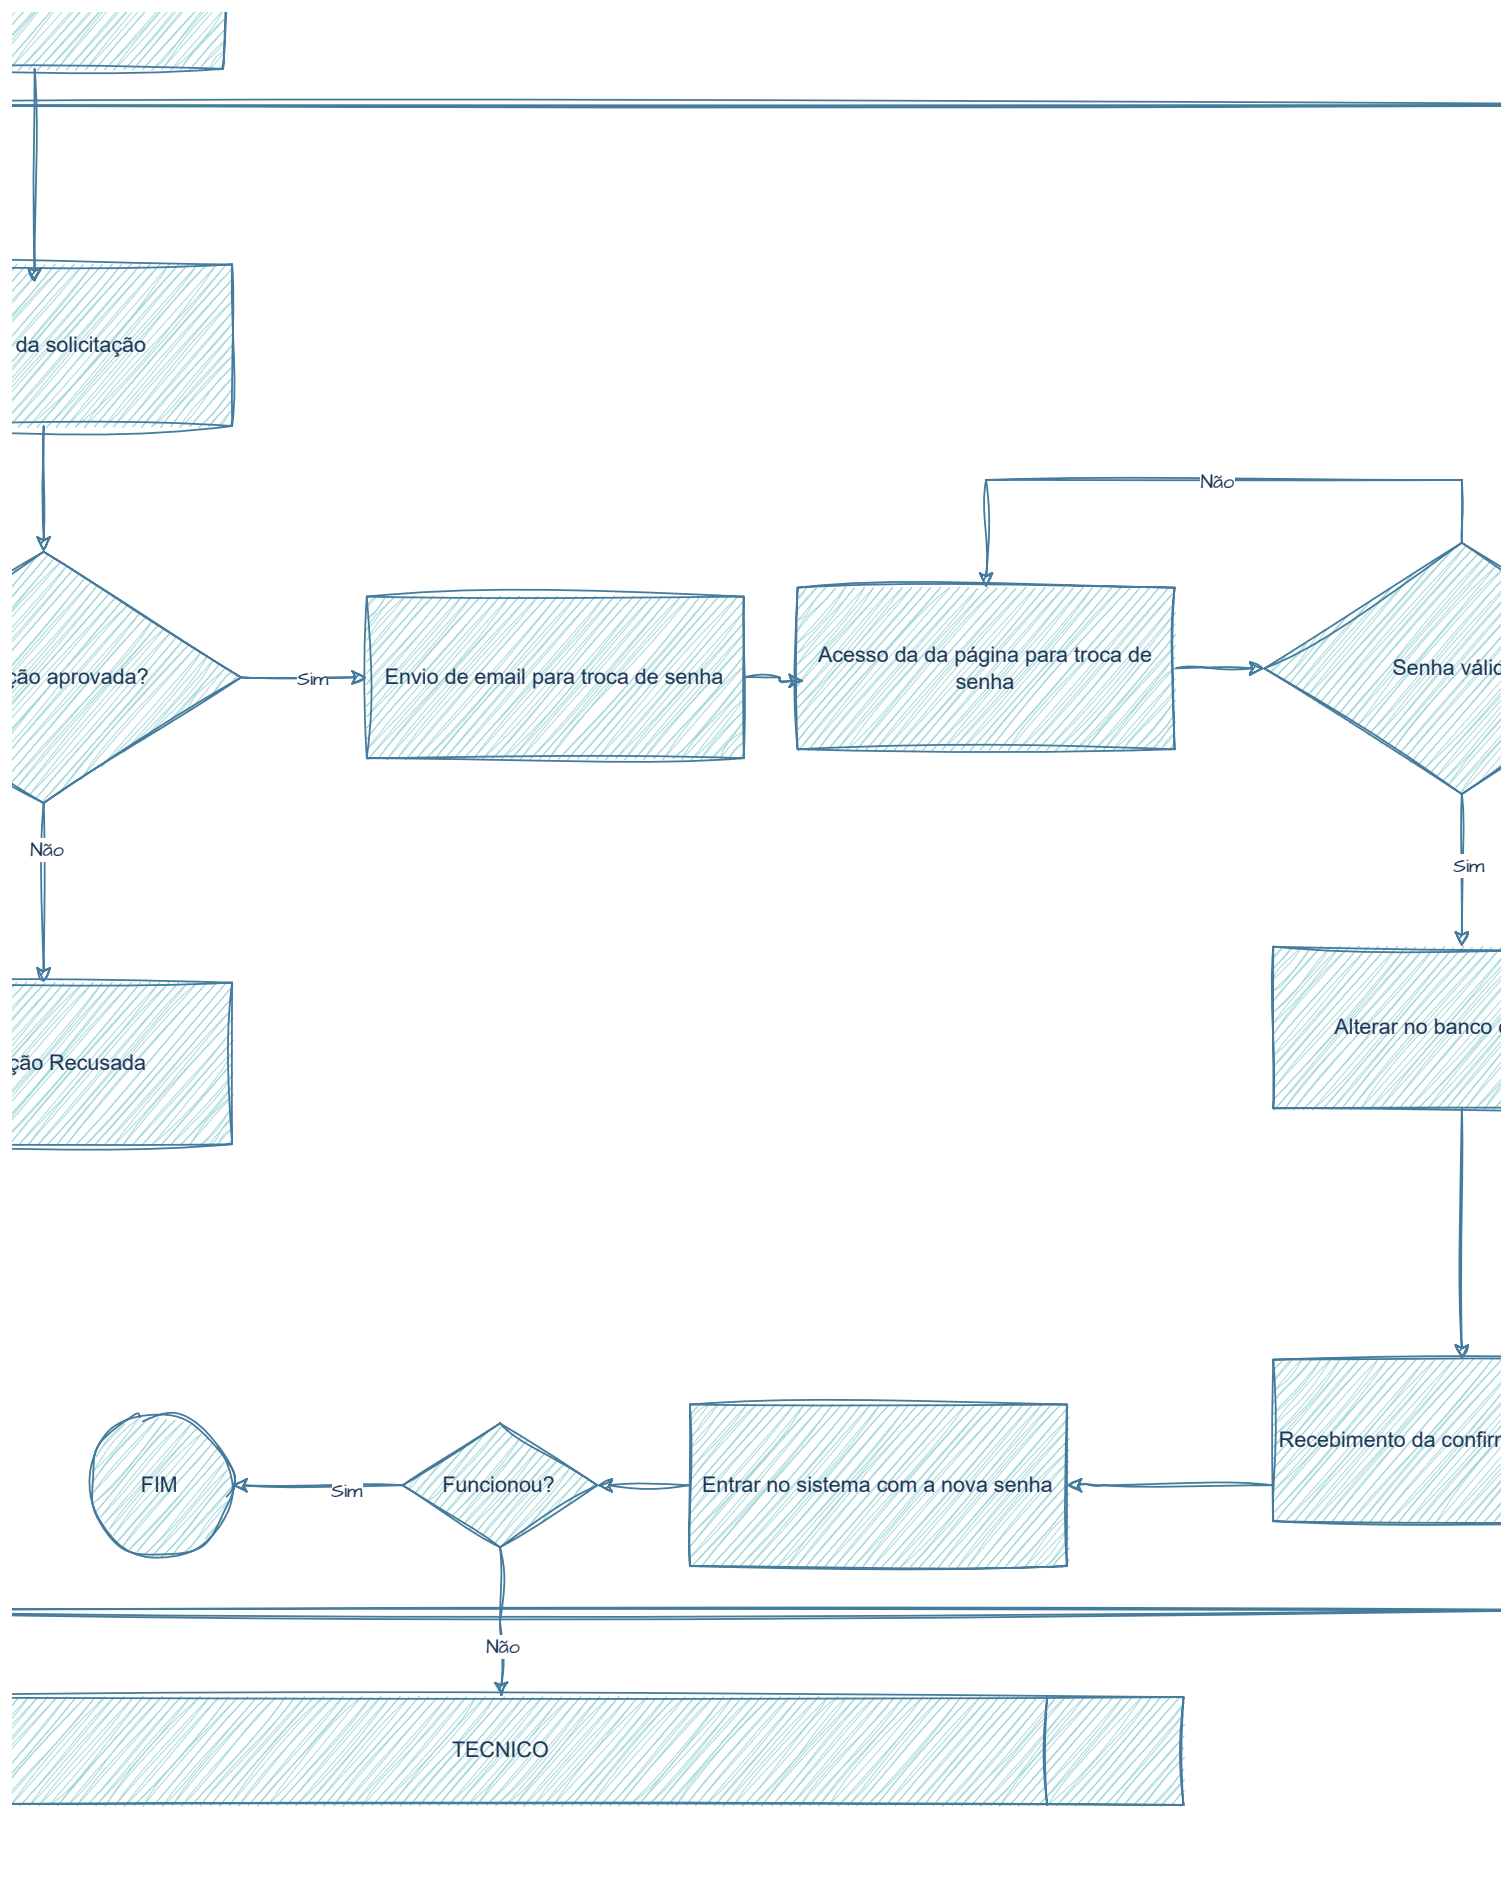 da solicitação
Não
ção aprovada?
Sim
Envio de email para troca de senha
Acesso da da página para troca de
senha
Senha válid
Não
Sim
ção Recusada
Alterar no banco
Recebimento da confir
FIM
Sim
Funcionou?
Entrar no sistema com a nova senha
Não
TECNICO